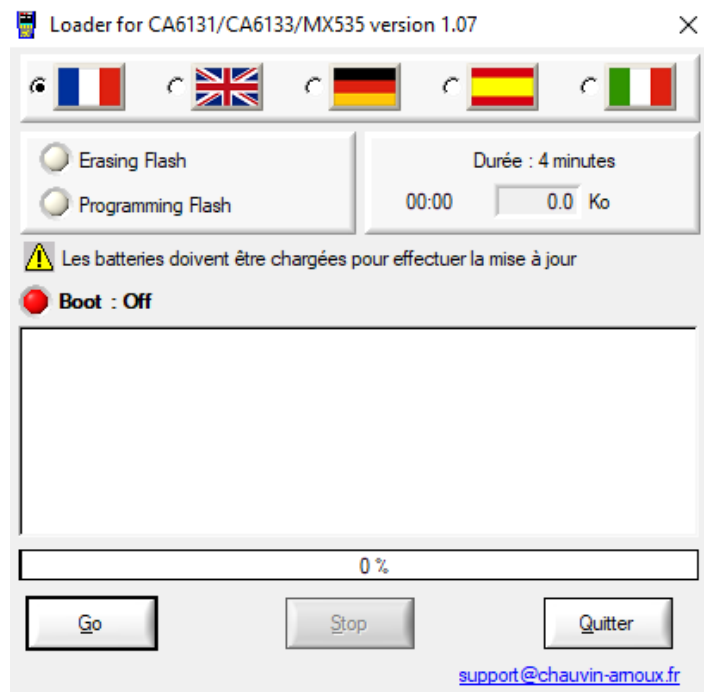 Loader for CA6131/CA6133/MX535 version 1.07
Erasing Flash
Programming Flash
Durée : 4 minutes
00:00 0.0 Ko
Les batteries doivent être chargées pour effectuer la mise à jour
Boot : Off
0 %
Go Stop Quitter
support@chauvin-arnoux.fr